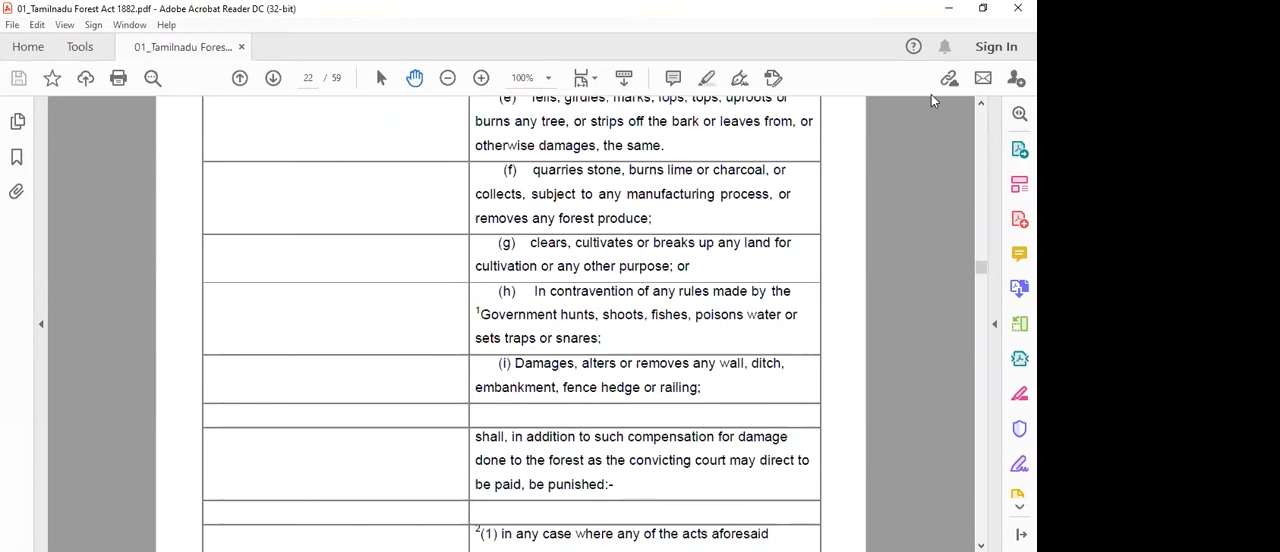 01_Tamilnadu Forest Act 1882.pdf - Adobe Acrobat Reader DC (32-bit)
File Edit View Sign Window Help
Home Tools 01_Tamilnadu Fores... × Sign In
22 / 59 100%
(e) fells, girdles, marks, lops, tops, uproots or
burns any tree, or strips off the bark or leaves from, or
otherwise damages, the same.
(f) quarries stone, burns lime or charcoal, or
collects, subject to any manufacturing process, or
removes any forest produce;
(g) clears, cultivates or breaks up any land for
cultivation or any other purpose; or
(h) In contravention of any rules made by the
1Government hunts, shoots, fishes, poisons water or
sets traps or snares;
(i) Damages, alters or removes any wall, ditch,
embankment, fence hedge or railing;
shall, in addition to such compensation for damage
done to the forest as the convicting court may direct to
be paid, be punished:-
2(1) in any case where any of the acts aforesaid